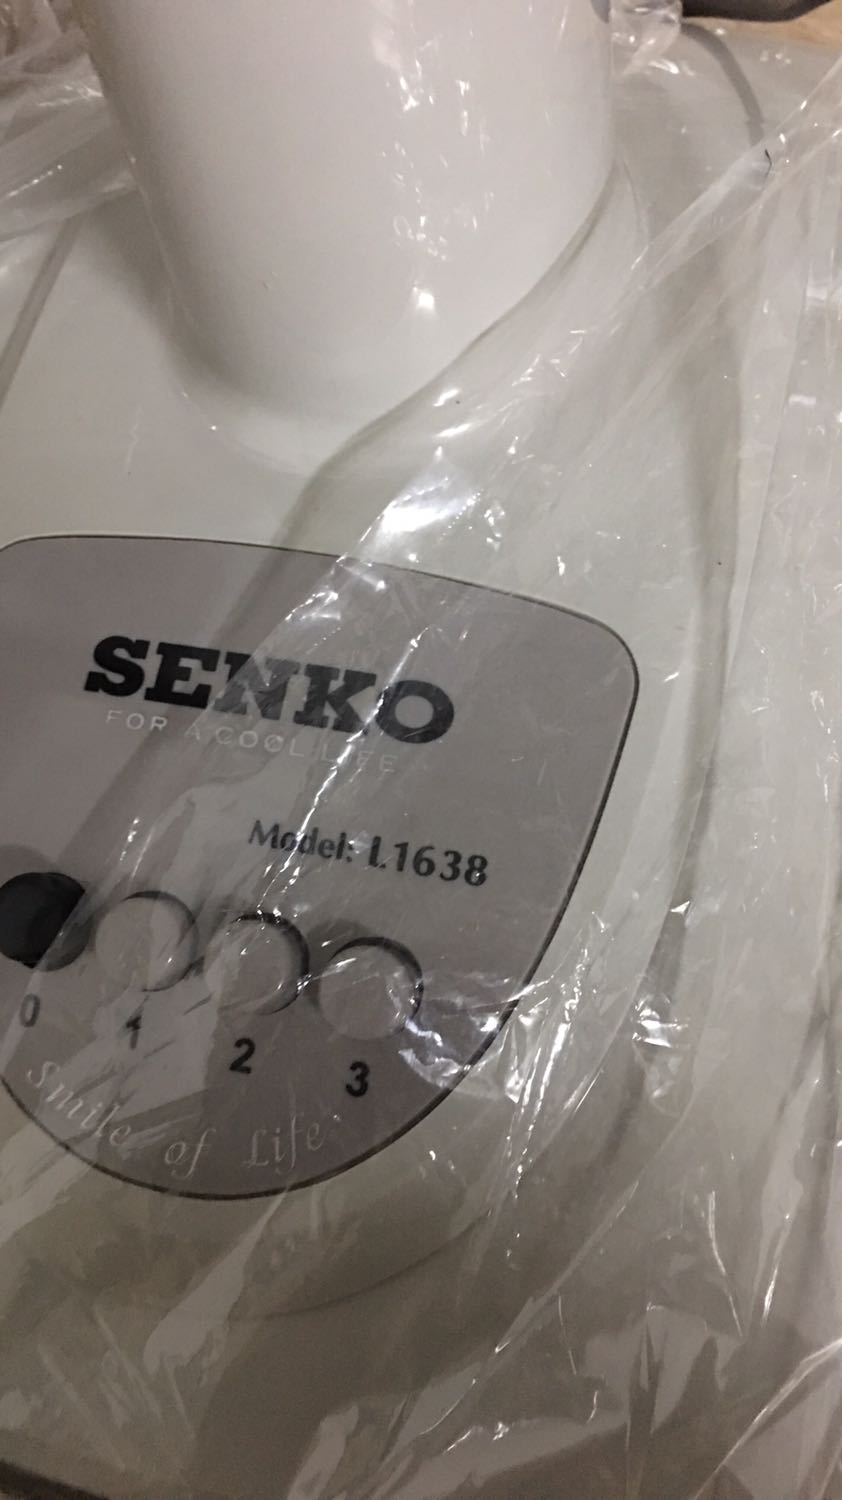 SENKO
FOR A COOL LIFE
Model: L1638
0 1 2 3
Smile of Life